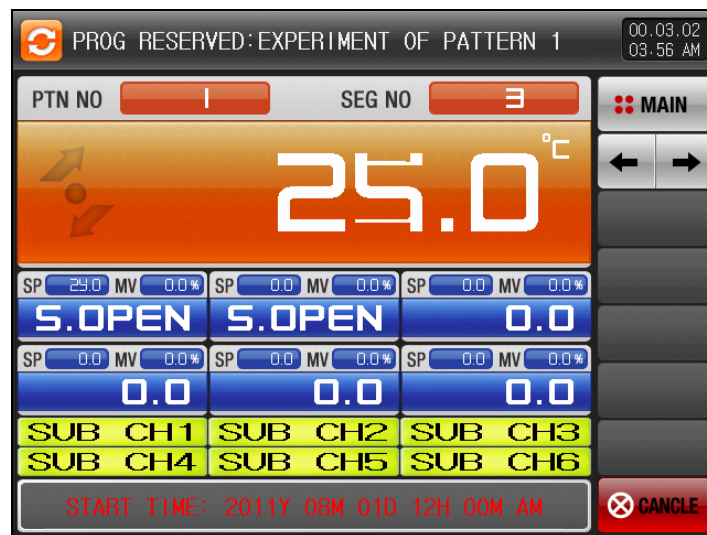 PROG RESERVED:EXPERIMENT OF PATTERN 1
00.03.02
03.56 AM
PTN NO 1 SEG NO 3
MAIN
25.0 °C
SP 24.0 MV 0.0% SP 0.0 MV 0.0% SP 0.0 MV 0.0%
S.OPEN S.OPEN 0.0
SP 0.0 MV 0.0% SP 0.0 MV 0.0% SP 0.0 MV 0.0%
0.0 0.0 0.0
SUB CH1 SUB CH2 SUB CH3
SUB CH4 SUB CH5 SUB CH6
START TIME: 2011Y 08M 01D 12H 00M AM
CANCLE